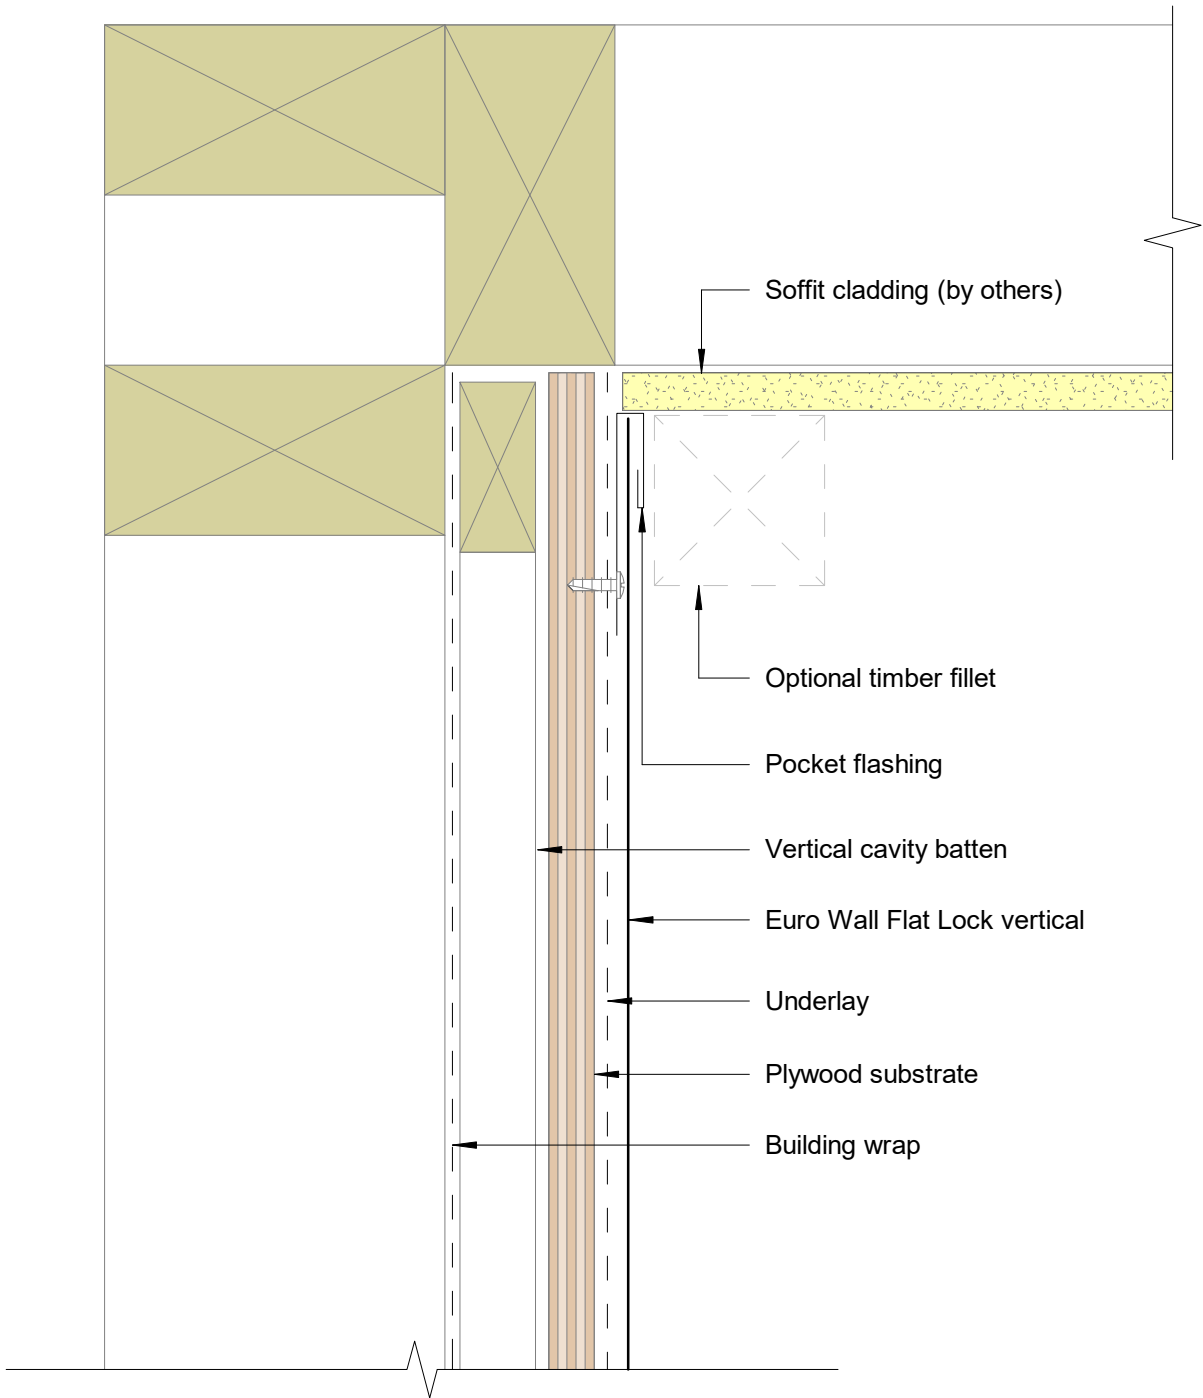 Soffit cladding (by others)
Optional timber fillet
Pocket flashing
Vertical cavity batten
Euro Wall Flat Lock vertical
Underlay
Plywood substrate
Building wrap